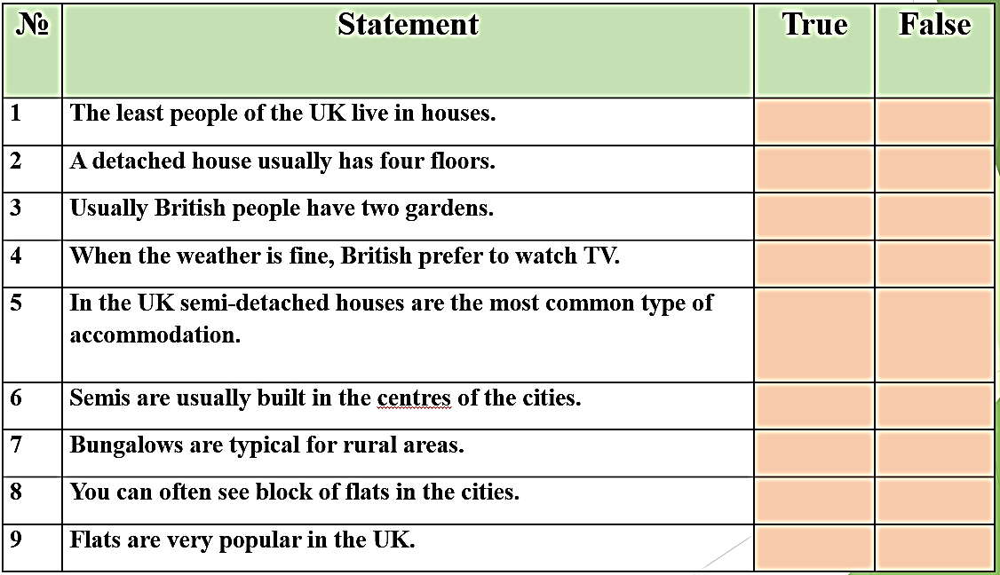 № Statement True False
1 The least people of the UK live in houses.
2 A detached house usually has four floors.
3 Usually British people have two gardens.
4 When the weather is fine, British prefer to watch TV.
5 In the UK semi-detached houses are the most common type of
accommodation.
6 Semis are usually built in the centres of the cities.
7 Bungalows are typical for rural areas.
8 You can often see block of flats in the cities.
9 Flats are very popular in the UK.